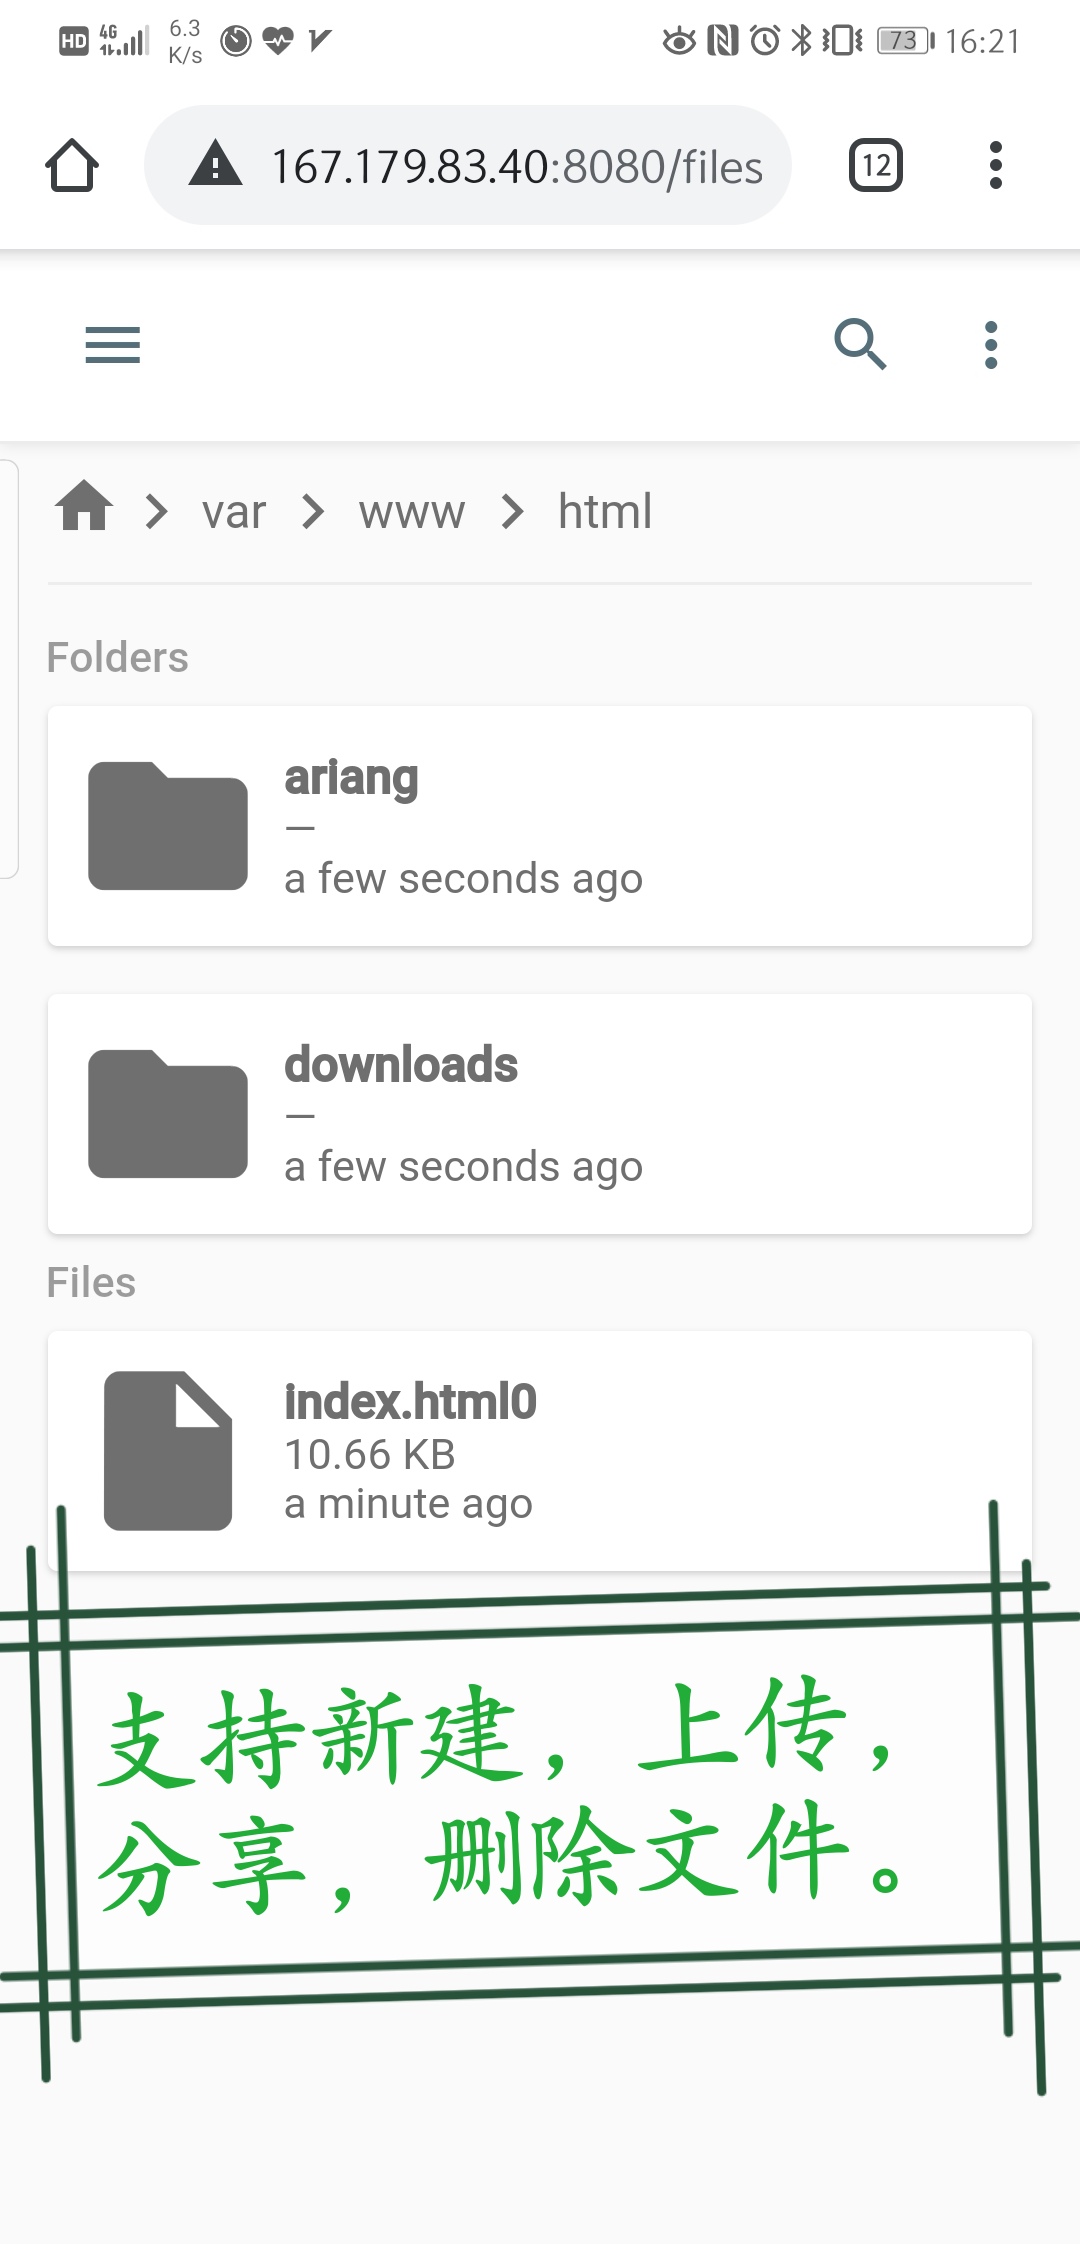 HD 4G 6.3 K/s 73 16:21
167.179.83.40:8080/files 12
var www html
Folders
ariang
—
a few seconds ago
downloads
—
a few seconds ago
Files
index.html0
10.66 KB
a minute ago
支持新建，上传，
分享，删除文件。